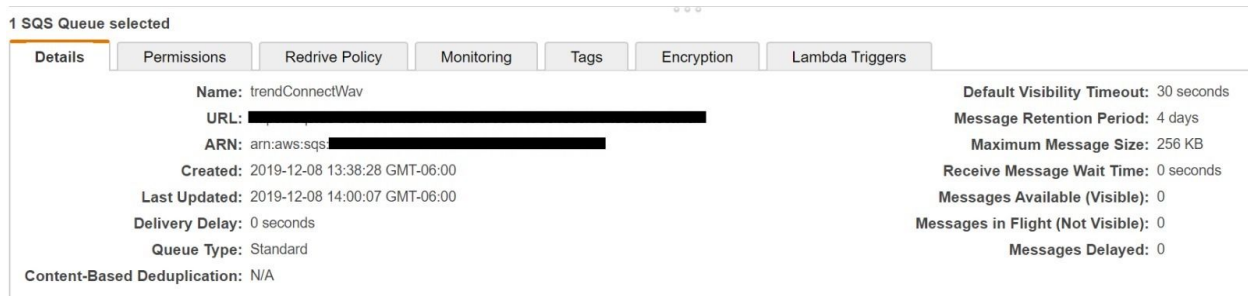 1 SQS Queue selected
Details Permissions Redrive Policy Monitoring Tags Encryption Lambda Triggers
Name: trendConnectWav
URL:
ARN: arn:aws:sqs:
Created: 2019-12-08 13:38:28 GMT-06:00
Last Updated: 2019-12-08 14:00:07 GMT-06:00
Delivery Delay: 0 seconds
Queue Type: Standard
Content-Based Deduplication: N/A
Default Visibility Timeout: 30 seconds
Message Retention Period: 4 days
Maximum Message Size: 256 KB
Receive Message Wait Time: 0 seconds
Messages Available (Visible): 0
Messages in Flight (Not Visible): 0
Messages Delayed: 0